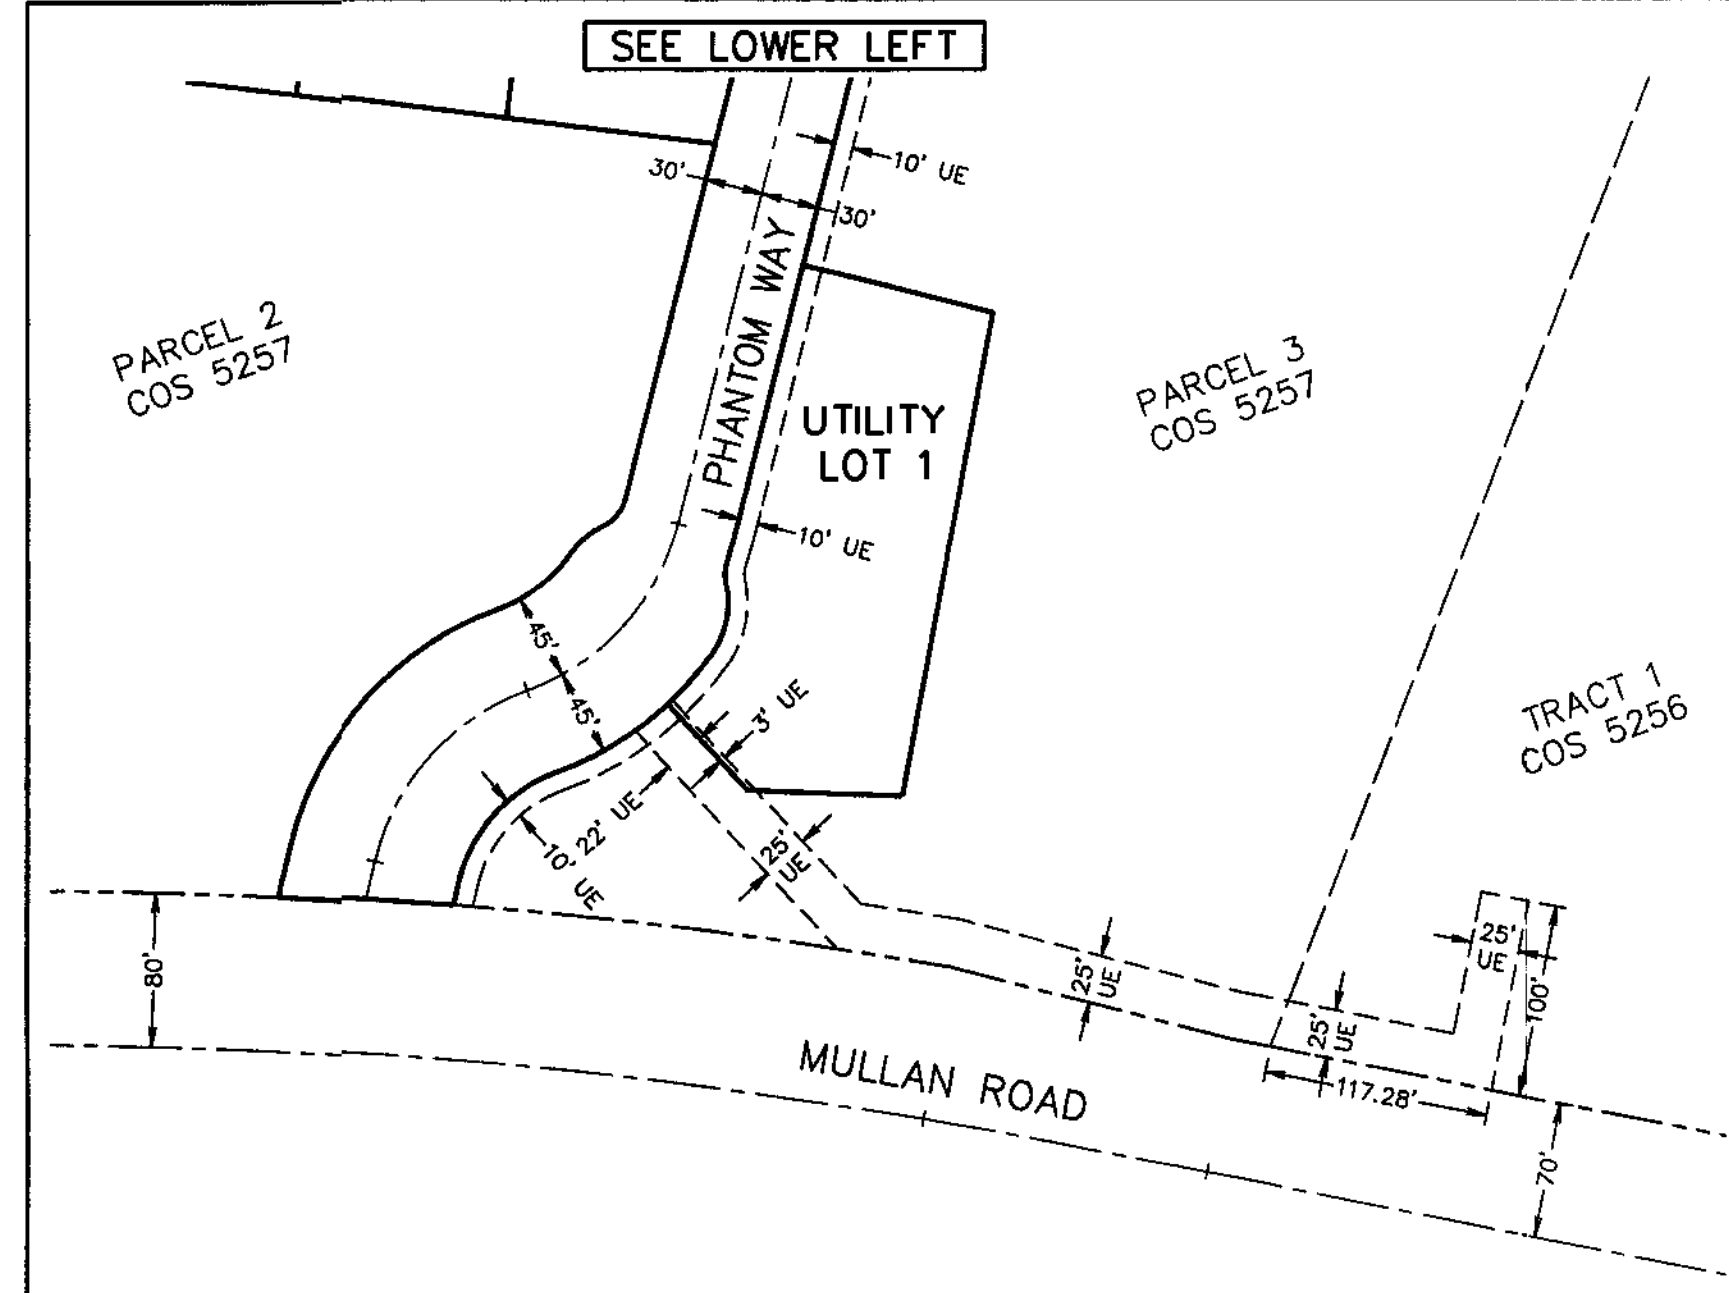 SEE LOWER LEFT
10' UE
30'
30'
PHANTOM WAY
PARCEL 2
COS 5257
PARCEL 3
COS 5257
UTILITY
LOT 1
10' UE
45'
45'
3' UE
TRACT 1
COS 5256
22' UE
10'
UE
25'
UE
25'
UE
25'
UE
25'
UE
100'
80'
117.28'
MULLAN ROAD
70'